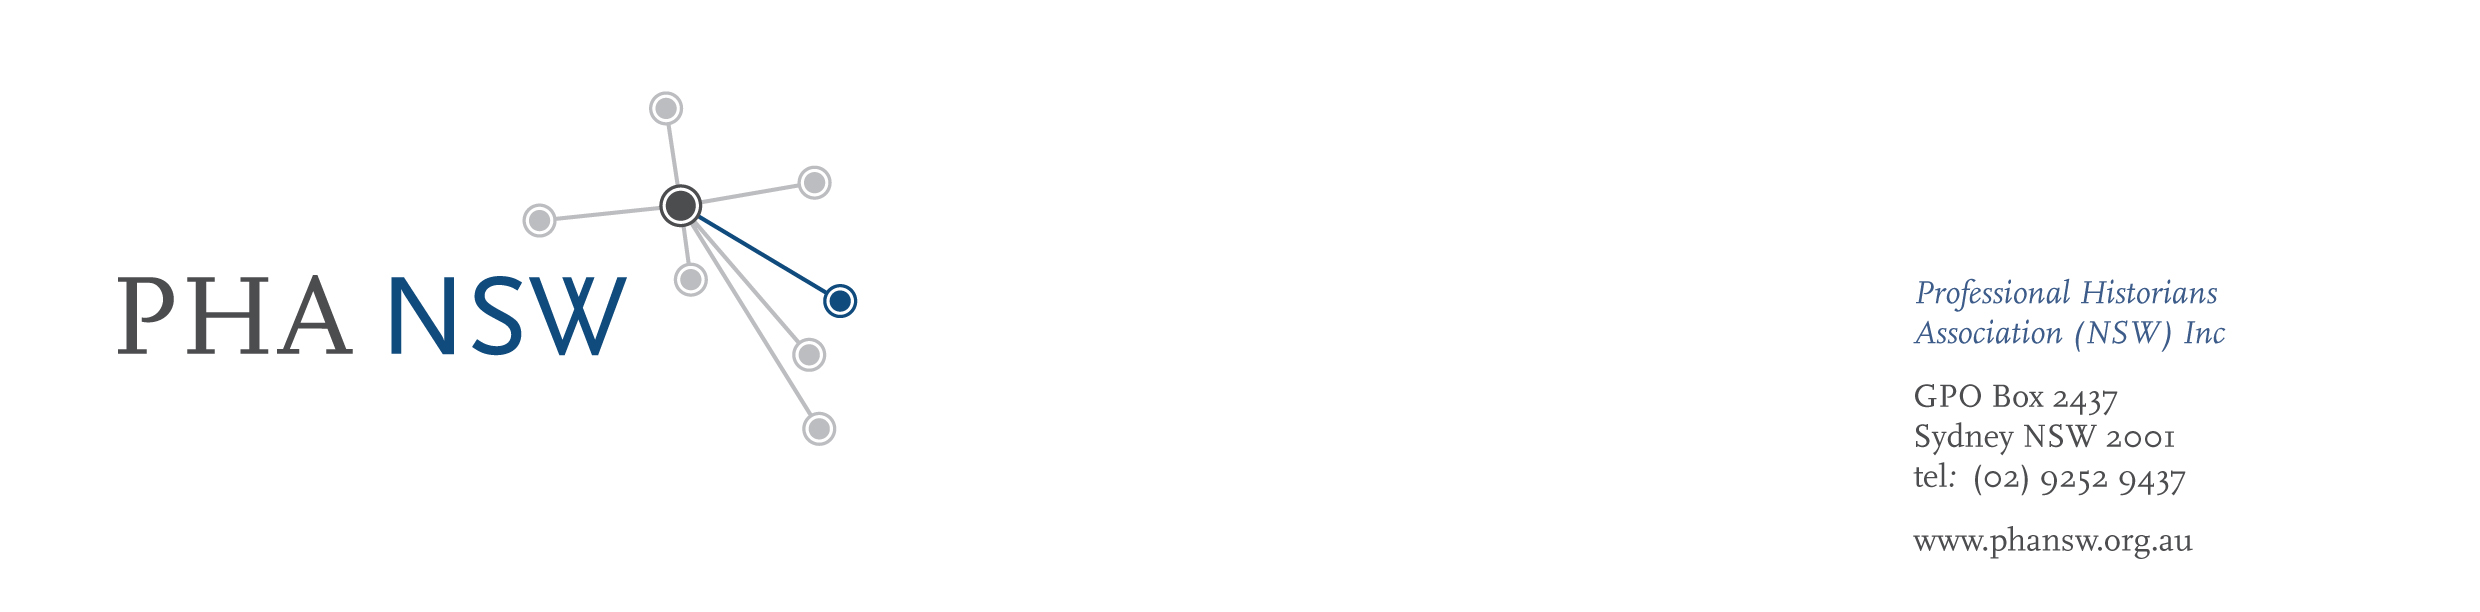 PHA NSW
Professional Historians
Association (NSW) Inc
GPO Box 2437
Sydney NSW 2001
tel: (02) 9252 9437
www.phansw.org.au